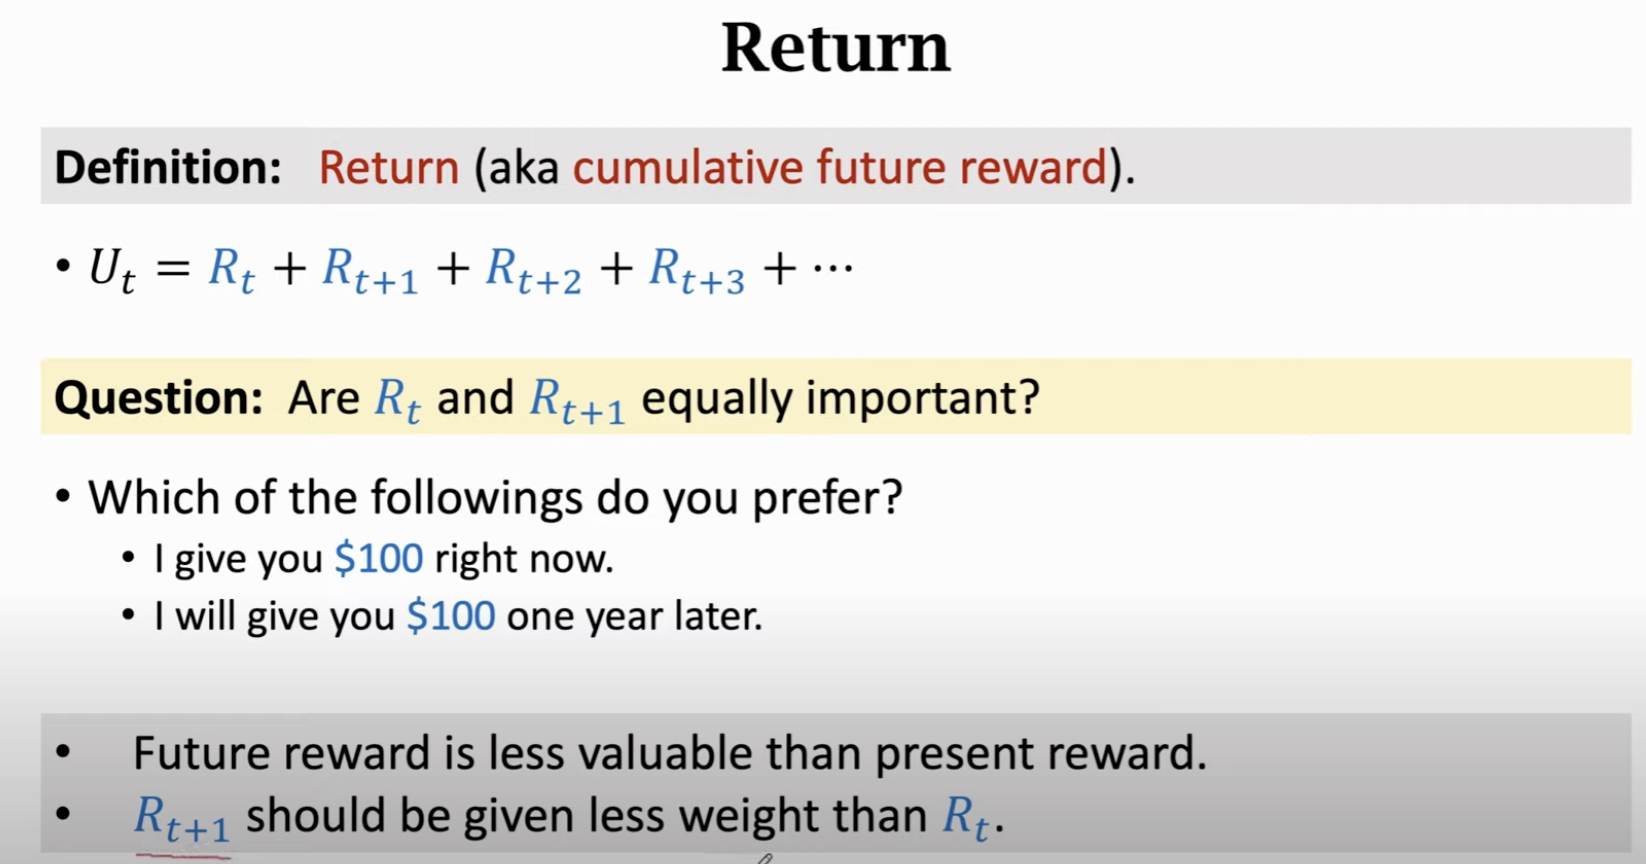 Return
Definition: Return (aka cumulative future reward).
• U_t = R_t + R_{t+1} + R_{t+2} + R_{t+3} + ⋯
Question: Are R_t and R_{t+1} equally important?
• Which of the followings do you prefer?
• I give you $100 right now.
• I will give you $100 one year later.
• Future reward is less valuable than present reward.
• R_{t+1} should be given less weight than R_t.